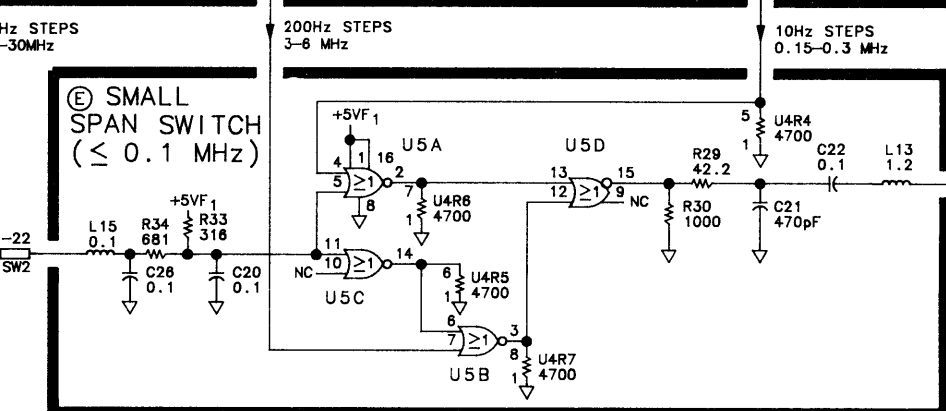 Hz STEPS
-30MHz
200Hz STEPS
3-6 MHz
10Hz STEPS
0.15-0.3 MHz
E SMALL
SPAN SWITCH
(≤ 0.1 MHz)
+5VF1
1 16
4
5
≥1
2
8
U5A
7
1
U4R6
4700
U5D
13
12
≥1
15
9
NC
5
1
U4R4
4700
R29
42.2
R30
1000
C21
470pF
C22
0.1
L13
1.2
-22
SW2
L15
0.1
R34
681
+5VF1
R33
316
C26
0.1
C20
0.1
11
NC 10
≥1
14
U5C
6
1
U4R5
4700
6
7
≥1
3
U5B
8
1
U4R7
4700